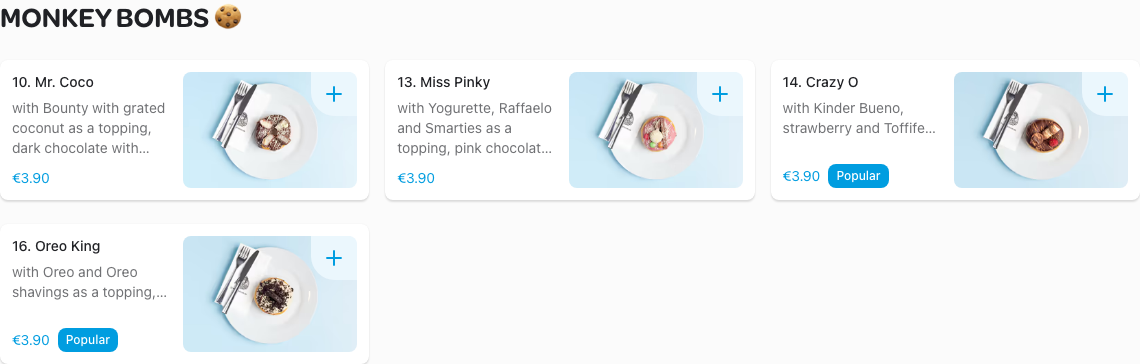 MONKEY BOMBS 🍪
10. Mr. Coco
with Bounty with grated
coconut as a topping,
dark chocolate with...
€3.90
13. Miss Pinky
with Yogurette, Raffaelo
and Smarties as a
topping, pink chocolat...
€3.90
14. Crazy O
with Kinder Bueno,
strawberry and Toffife...
€3.90 Popular
16. Oreo King
with Oreo and Oreo
shavings as a topping,...
€3.90 Popular